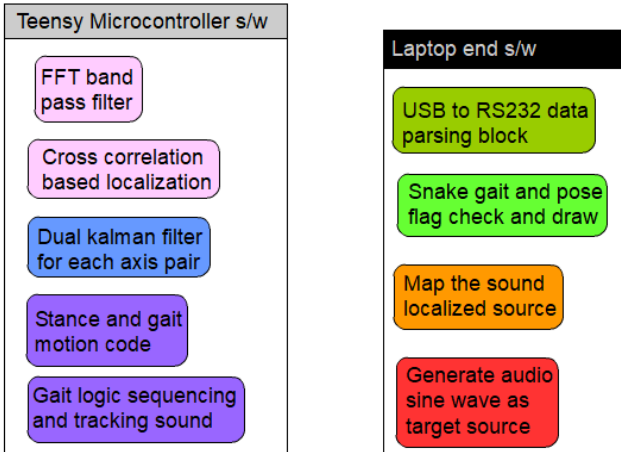 Teensy Microcontroller s/w
FFT band
pass filter
Cross correlation
based localization
Dual kalman filter
for each axis pair
Stance and gait
motion code
Gait logic sequencing
and tracking sound
Laptop end s/w
USB to RS232 data
parsing block
Snake gait and pose
flag check and draw
Map the sound
localized source
Generate audio
sine wave as
target source